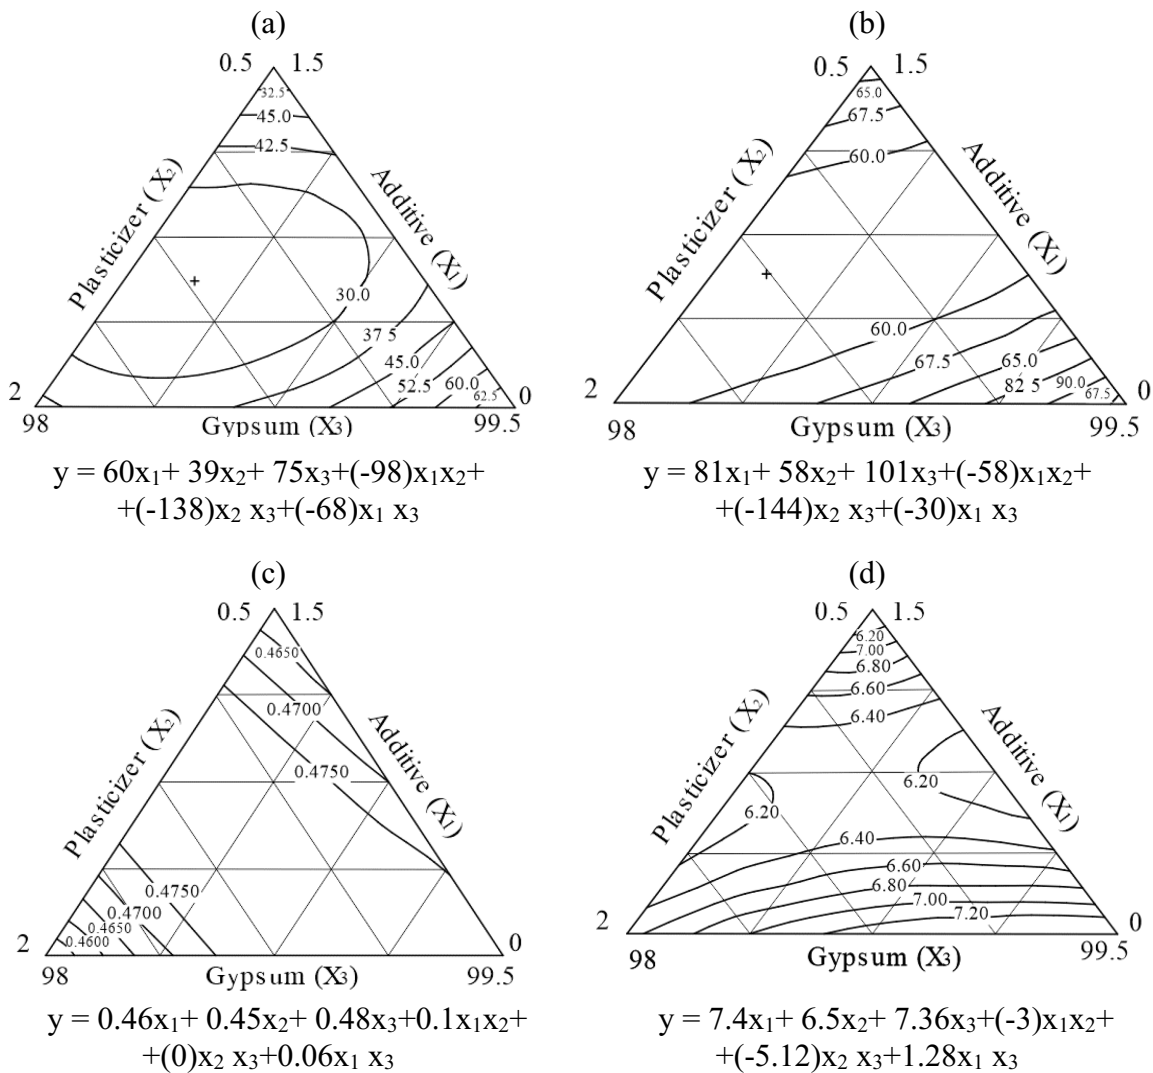 (a)
0.5 1.5
32.5
45.0
42.5
Plasticizer (X₂)
Additive (X₁)
30.0
37 5
45.0
52.5
60.0
62.5
2
0
98
Gypsum (X₃)
99.5
y = 60x₁+ 39x₂+ 75x₃+(-98)x₁x₂+
+(-138)x₂ x₃+(-68)x₁ x₃
(b)
0.5 1.5
65.0
67.5
60.0
Plasticizer (X₂)
Additive (X₁)
60.0
67.5
65.0
82 5
90.0
67.5
2
0
98
Gypsum (X₃)
99.5
y = 81x₁+ 58x₂+ 101x₃+(-58)x₁x₂+
+(-144)x₂ x₃+(-30)x₁ x₃
(c)
0.5 1.5
0.4650
0.4700
0.4750
Plasticizer (X₂)
Additive (X₁)
0.4750
0.4700
0.4650
0.4600
2
0
98
Gypsum (X₃)
99.5
y = 0.46x₁+ 0.45x₂+ 0.48x₃+0.1x₁x₂+
+(0)x₂ x₃+0.06x₁ x₃
(d)
0.5 1.5
6.20
7.00
6.80
6.60
6.40
Plasticizer (X₂)
Additive (X₁)
6.20
6.20
6.40
6.60
6.80
7.00
7.20
2
0
98
Gypsum (X₃)
99.5
y = 7.4x₁+ 6.5x₂+ 7.36x₃+(-3)x₁x₂+
+(-5.12)x₂ x₃+1.28x₁ x₃